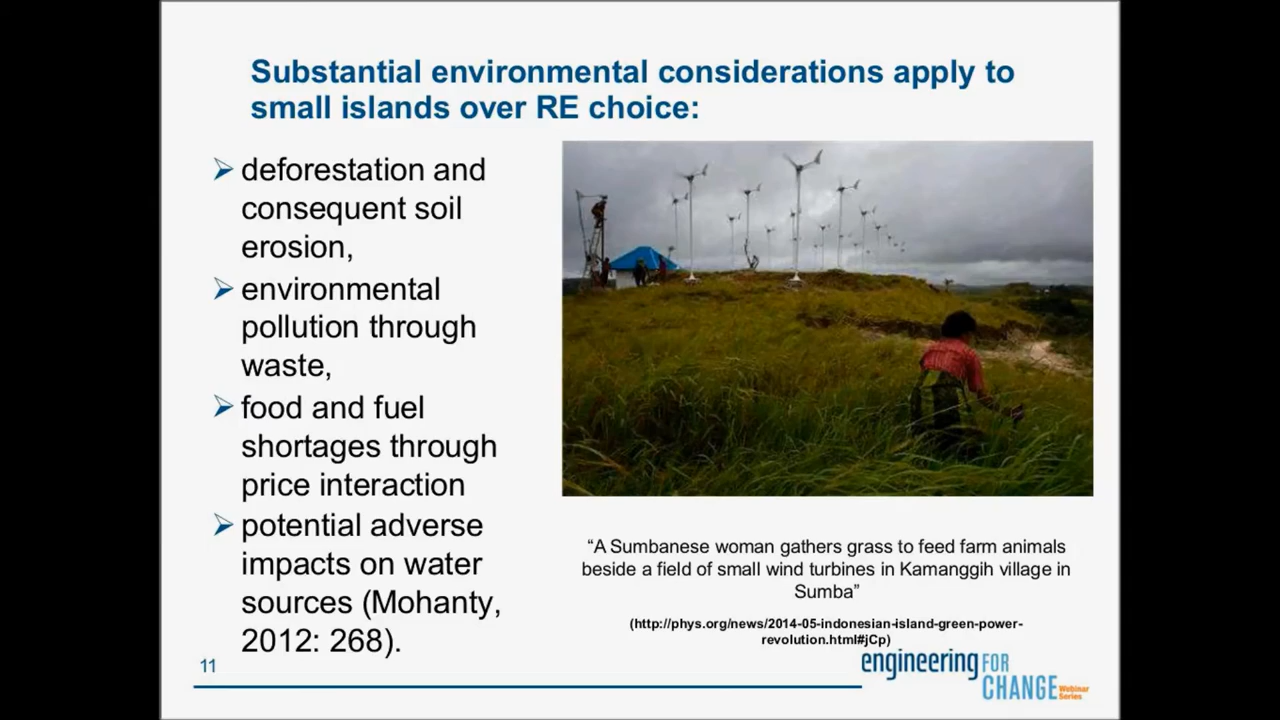 Substantial environmental considerations apply to
small islands over RE choice:
deforestation and
consequent soil
erosion,
environmental
pollution through
waste,
food and fuel
shortages through
price interaction
potential adverse
impacts on water
sources (Mohanty,
2012: 268).
“A Sumbanese woman gathers grass to feed farm animals
beside a field of small wind turbines in Kamanggih village in
Sumba”
(http://phys.org/news/2014-05-indonesian-island-green-power-
revolution.html#jCp)
11
engineering FOR
CHANGE Webinar
Series